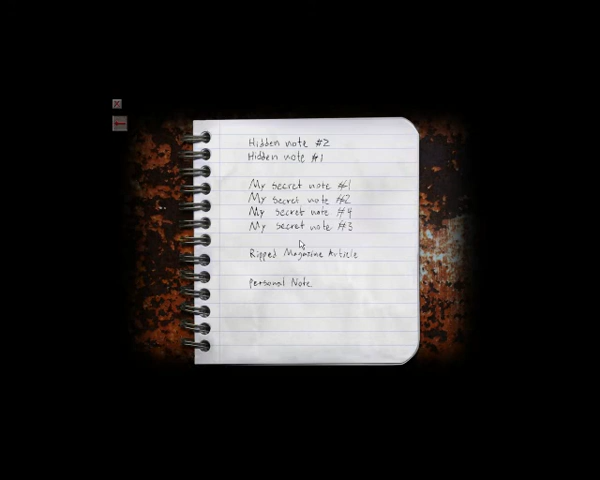 Hidden note #2
Hidden note #1
My secret note #1
My secret note #2
My secret note #4
My secret note #3
Ripped Magazine Article
Personal Note